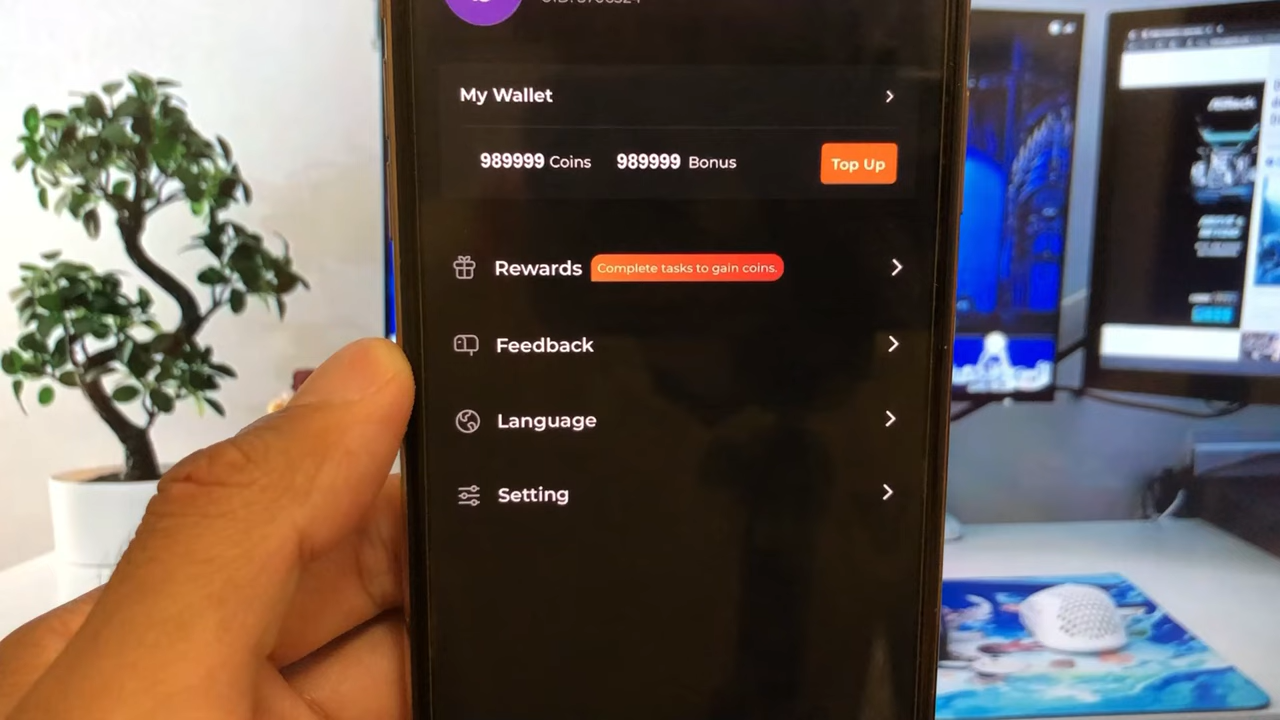 My Wallet
989999 Coins 989999 Bonus Top Up
Rewards Complete tasks to gain coins.
Feedback
Language
Setting